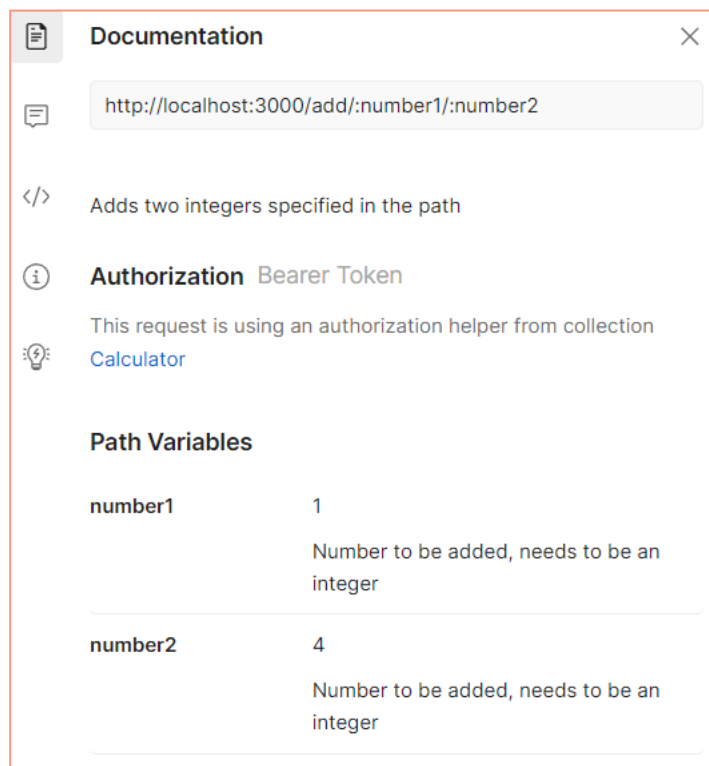 Documentation
http://localhost:3000/add/:number1/:number2
Adds two integers specified in the path
Authorization Bearer Token
This request is using an authorization helper from collection
Calculator
Path Variables
number1 1
Number to be added, needs to be an
integer
number2 4
Number to be added, needs to be an
integer